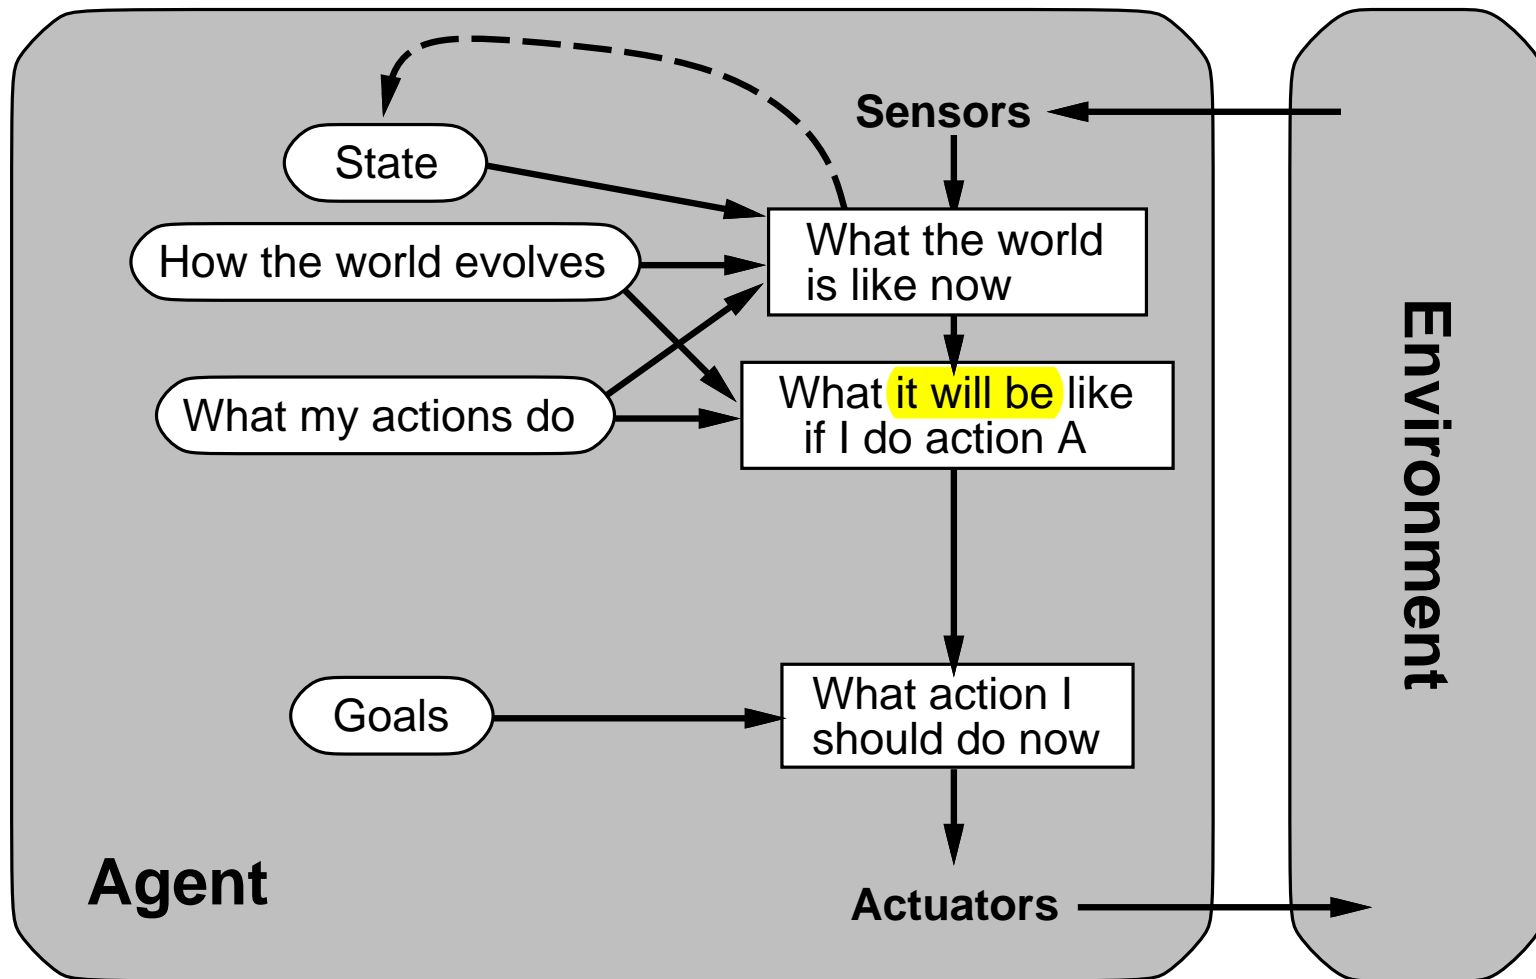 Sensors
State
What the world
is like now
How the world evolves
What it will be like
if I do action A
What my actions do
Environment
Goals
What action I
should do now
Agent
Actuators